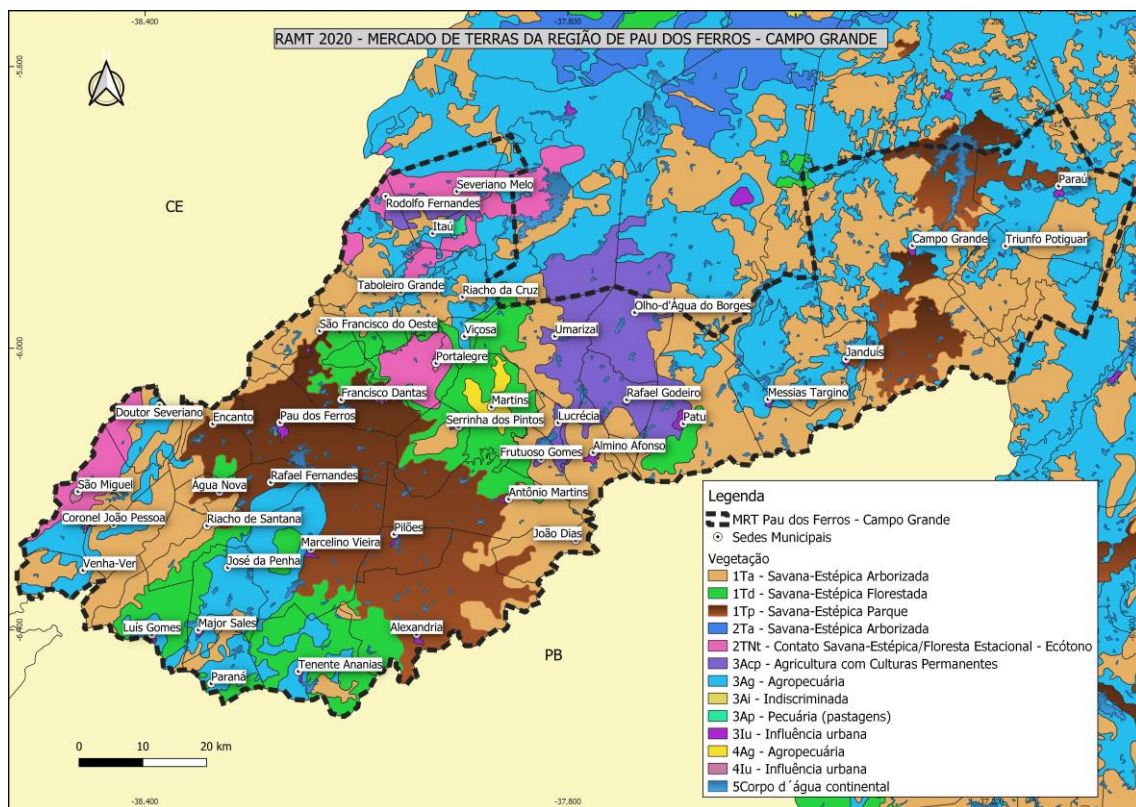 -38.400
-37.800
-37.200
RAMT 2020 - MERCADO DE TERRAS DA REGIÃO DE PAU DOS FERROS - CAMPO GRANDE
-5.600
N
CE
Severiano Melo
Rodolfo Fernandes
Itaú
Paraú
Campo Grande
Triunfo Potiguar
Taboleiro Grande
Riacho da Cruz
Olho-d'Água do Borges
São Francisco do Oeste
Viçosa
Umarizal
-6.000
Portalegre
Janduís
Francisco Dantas
Martins
Rafael Godeiro
Messias Targino
Doutor Severiano
Encanto
Pau dos Ferros
Serrinha dos Pintos
Lucrécia
Patu
Frutuoso Gomes
Almino Afonso
São Miguel
Água Nova
Rafael Fernandes
Antônio Martins
Coronel João Pessoa
Riacho de Santana
Pilões
João Dias
Marcelino Vieira
Venha-Ver
José da Penha
Luís Gomes
Major Sales
Alexandria
PB
Paraná
Tenente Ananias
-6.400
Legenda
MRT Pau dos Ferros - Campo Grande
Sedes Municipais
Vegetação
1Ta - Savana-Estépica Arborizada
1Td - Savana-Estépica Florestada
1Tp - Savana-Estépica Parque
2Ta - Savana-Estépica Arborizada
2TNt - Contato Savana-Estépica/Floresta Estacional - Ecótono
3Acp - Agricultura com Culturas Permanentes
3Ag - Agropecuária
3Ai - Indiscriminada
3Ap - Pecuária (pastagens)
3Iu - Influência urbana
4Ag - Agropecuária
4Iu - Influência urbana
5Corpo d´água continental
0 10 20 km
-38.400
-37.800